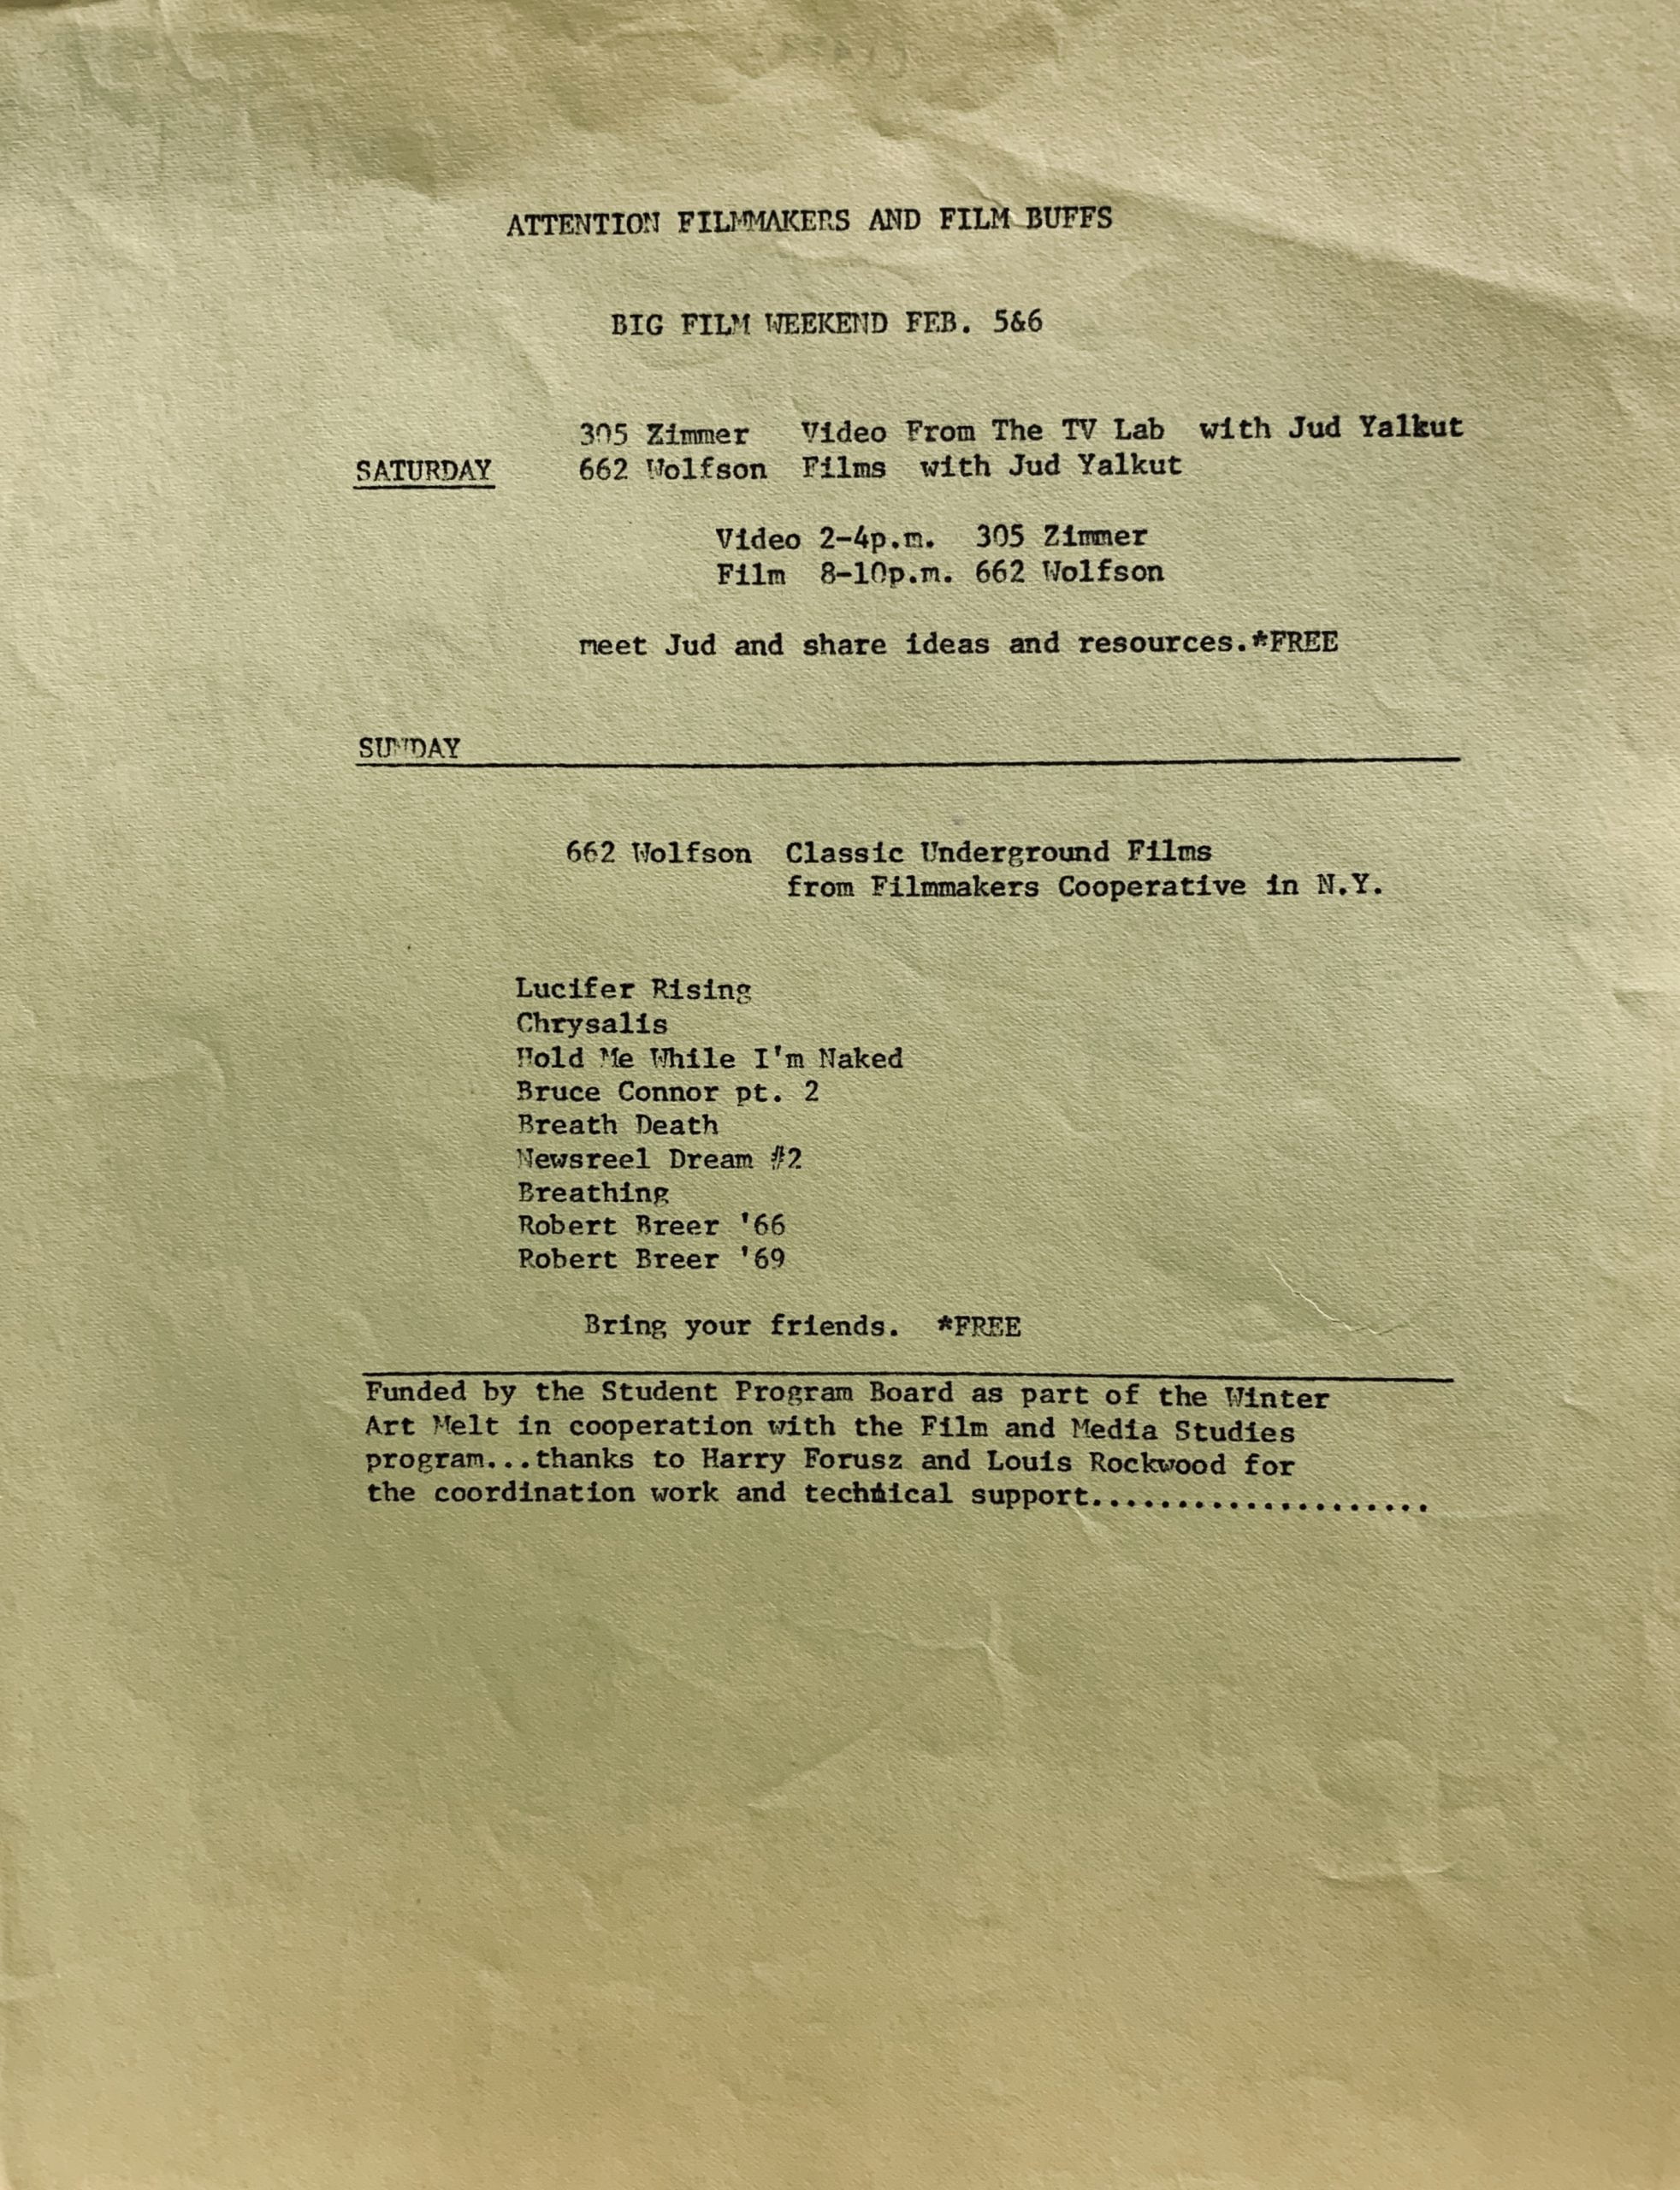 ATTENTION FILMMAKERS AND FILM BUFFS
BIG FILM WEEKEND FEB. 5&6
305 Zimmer Video From The TV Lab with Jud Yalkut
SATURDAY 662 Wolfson Films with Jud Yalkut
Video 2-4p.m. 305 Zimmer
Film 8-10p.m. 662 Wolfson
meet Jud and share ideas and resources.*FREE
SUNDAY
662 Wolfson Classic Underground Films
from Filmmakers Cooperative in N.Y.
Lucifer Rising
Chrysalis
Hold Me While I'm Naked
Bruce Connor pt. 2
Breath Death
Newsreel Dream #2
Breathing
Robert Breer '66
Robert Breer '69
Bring your friends. *FREE
Funded by the Student Program Board as part of the Winter
Art Melt in cooperation with the Film and Media Studies
program...thanks to Harry Forusz and Louis Rockwood for
the coordination work and technical support....................